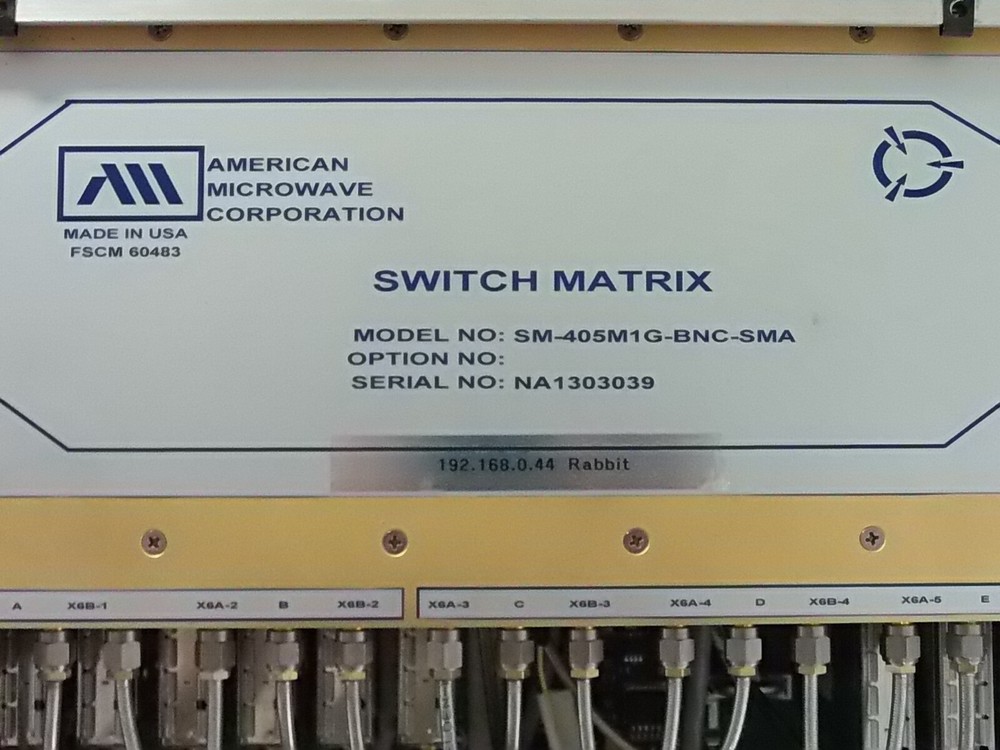 AMERICAN
MICROWAVE
CORPORATION
MADE IN USA
FSCM 60483
SWITCH MATRIX
MODEL NO: SM-405M1G-BNC-SMA
OPTION NO:
SERIAL NO: NA1303039
192.168.0.44 Rabbit
A X6B-1 X6A-2 B X6B-2 X6A-3 C X6B-3 X6A-4 D X6B-4 X6A-5 E